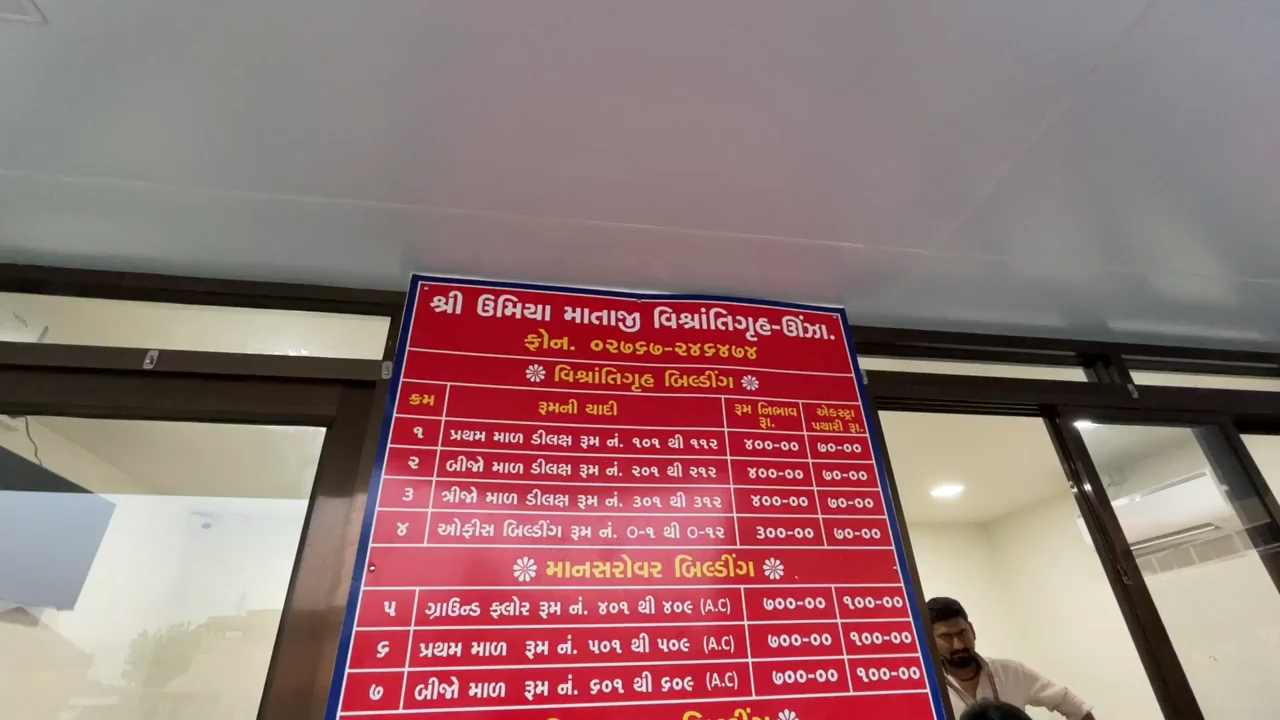 શ્રી ઉમિયા માતાજી વિશ્રાંતિગૃહ-ઊંઝા.
ફોન. ૦૨૭૬૭-૨૪૬૪૭૪
વિશ્રાંતિગૃહ બિલ્ડીંગ
ક્રમ રૂમની યાદી રૂમ નિભાવ રૂા. એકસ્ટ્રા પથારી રૂા.
૧ પ્રથમ માળ ડીલક્ષ રૂમ નં. ૧૦૧ થી ૧૧૨ ૪૦૦-૦૦ ૭૦-૦૦
૨ બીજો માળ ડીલક્ષ રૂમ નં. ૨૦૧ થી ૨૧૨ ૪૦૦-૦૦ ૭૦-૦૦
૩ ત્રીજો માળ ડીલક્ષ રૂમ નં. ૩૦૧ થી ૩૧૨ ૪૦૦-૦૦ ૭૦-૦૦
૪ ઓફીસ બિલ્ડીંગ રૂમ નં. O-૧ થી O-૧૨ ૩૦૦-૦૦ ૭૦-૦૦
માનસરોવર બિલ્ડીંગ
૫ ગ્રાઉન્ડ ફ્લોર રૂમ નં. ૪૦૧ થી ૪૦૯ (A.C) ૭૦૦-૦૦ ૧૦૦-૦૦
૬ પ્રથમ માળ રૂમ નં. ૫૦૧ થી ૫૦૯ (A.C) ૭૦૦-૦૦ ૧૦૦-૦૦
૭ બીજો માળ રૂમ નં. ૬૦૧ થી ૬૦૯ (A.C) ૭૦૦-૦૦ ૧૦૦-૦૦
બિલ્ડીંગ